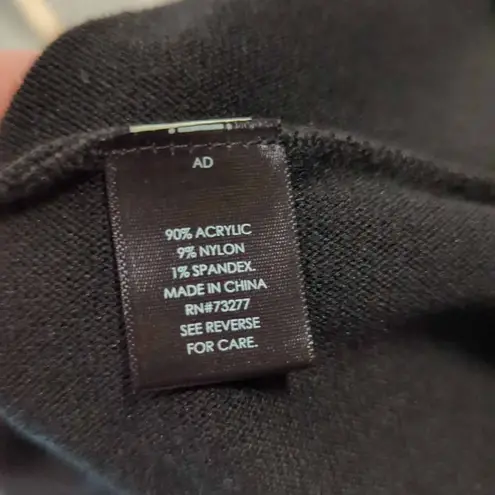 AD
90% ACRYLIC
9% NYLON
1% SPANDEX.
MADE IN CHINA
RN#73277
SEE REVERSE
FOR CARE.